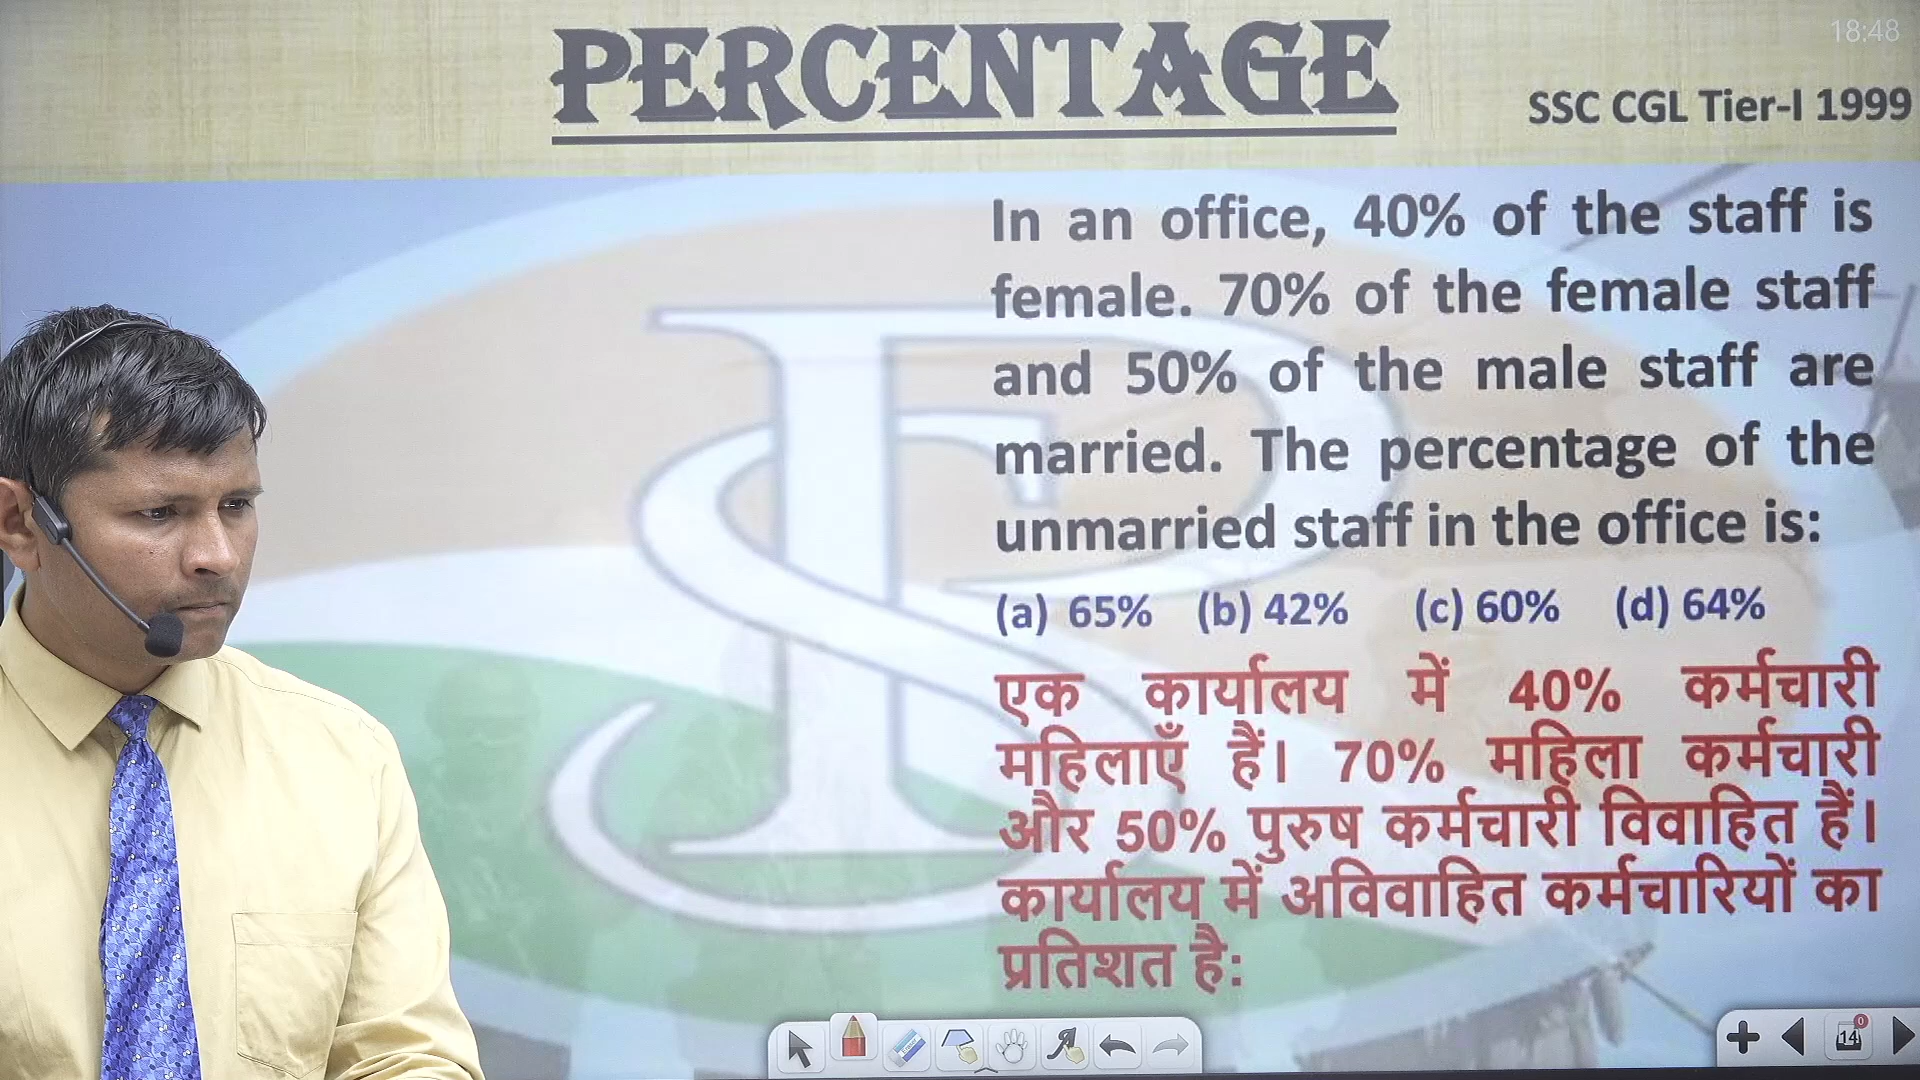 18:48
PERCENTAGE
SSC CGL Tier-I 1999
In an office, 40% of the staff is
female. 70% of the female staff
and 50% of the male staff are
married. The percentage of the
unmarried staff in the office is:
(a) 65% (b) 42% (c) 60% (d) 64%
एक कार्यालय में 40% कर्मचारी
महिलाएँ हैं। 70% महिला कर्मचारी
और 50% पुरुष कर्मचारी विवाहित हैं।
कार्यालय में अविवाहित कर्मचारियों का
प्रतिशत है:
14
0